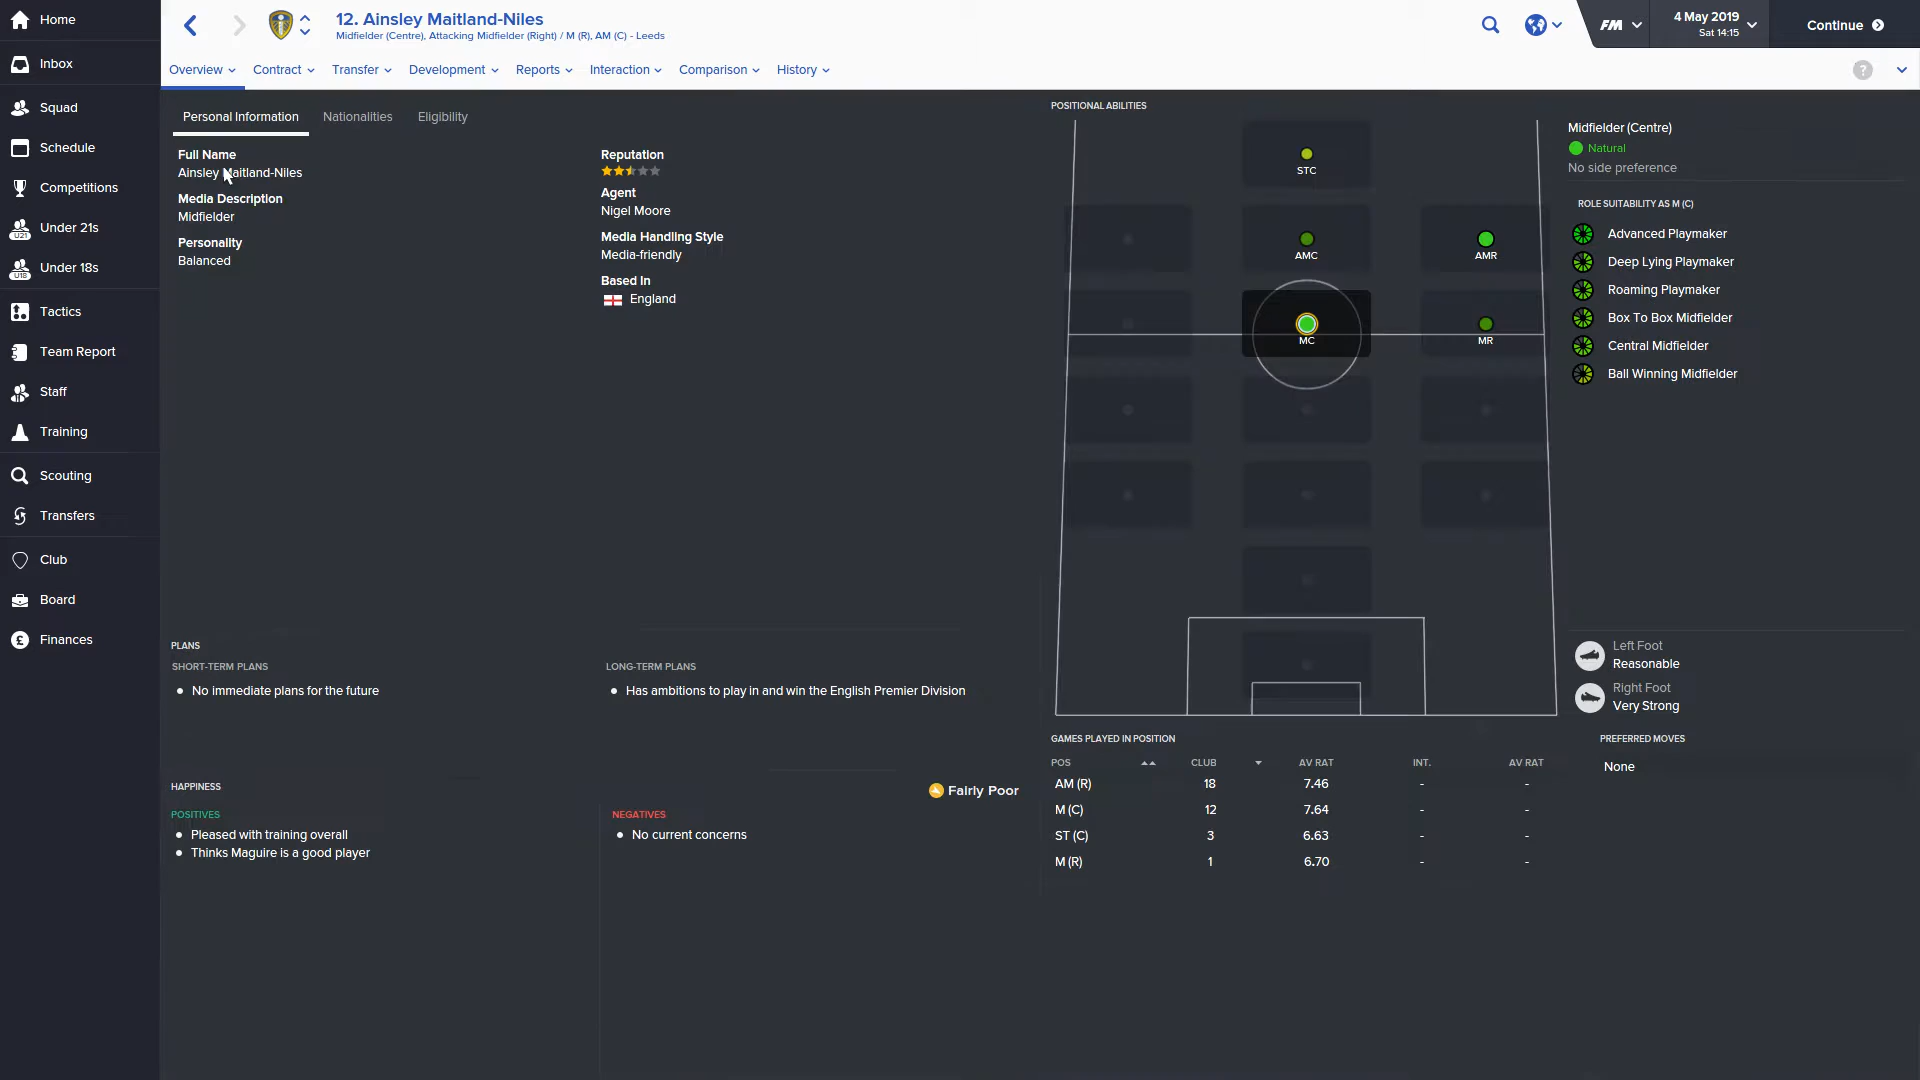 Home
Inbox
Squad
Schedule
Competitions
U21
Under 21s
U18
Under 18s
Tactics
Team Report
Staff
Training
Scouting
Transfers
Club
Board
£
Finances
12. Ainsley Maitland-Niles
Midfielder (Centre), Attacking Midfielder (Right) / M (R), AM (C) - Leeds
FM
4 May 2019
Sat 14:15
Continue
Overview
Contract
Transfer
Development
Reports
Interaction
Comparison
History
?
Personal Information
Nationalities
Eligibility
Full Name
Ainsley Maitland-Niles
Media Description
Midfielder
Personality
Balanced
Reputation
Agent
Nigel Moore
Media Handling Style
Media-friendly
Based In
England
PLANS
SHORT-TERM PLANS
No immediate plans for the future
LONG-TERM PLANS
Has ambitions to play in and win the English Premier Division
HAPPINESS
Fairly Poor
POSITIVES
Pleased with training overall
Thinks Maguire is a good player
NEGATIVES
No current concerns
POSITIONAL ABILITIES
STC
AMC
AMR
MC
MR
Midfielder (Centre)
Natural
No side preference
ROLE SUITABILITY AS M (C)
Advanced Playmaker
Deep Lying Playmaker
Roaming Playmaker
Box To Box Midfielder
Central Midfielder
Ball Winning Midfielder
Left Foot
Reasonable
Right Foot
Very Strong
GAMES PLAYED IN POSITION
POS CLUB AV RAT INT. AV RAT
AM (R) 18 7.46 - -
M (C) 12 7.64 - -
ST (C) 3 6.63 - -
M (R) 1 6.70 - -
PREFERRED MOVES
None